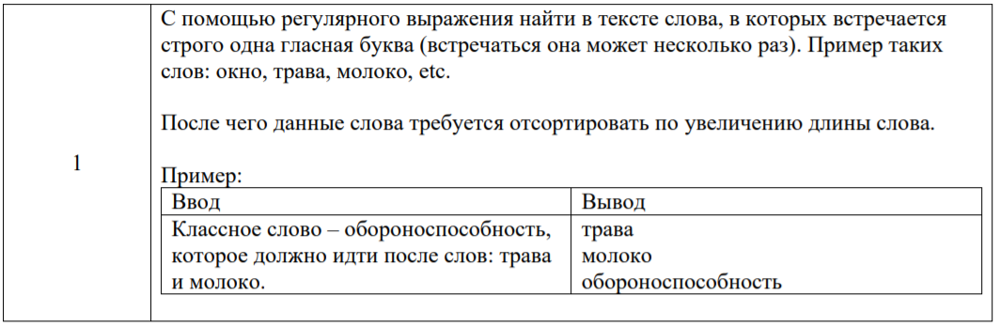 1
С помощью регулярного выражения найти в тексте слова, в которых встречается
строго одна гласная буква (встречаться она может несколько раз). Пример таких
слов: окно, трава, молоко, etc.
После чего данные слова требуется отсортировать по увеличению длины слова.
Пример:
Ввод
Вывод
Классное слово – обороноспособность,
которое должно идти после слов: трава
и молоко.
трава
молоко
обороноспособность